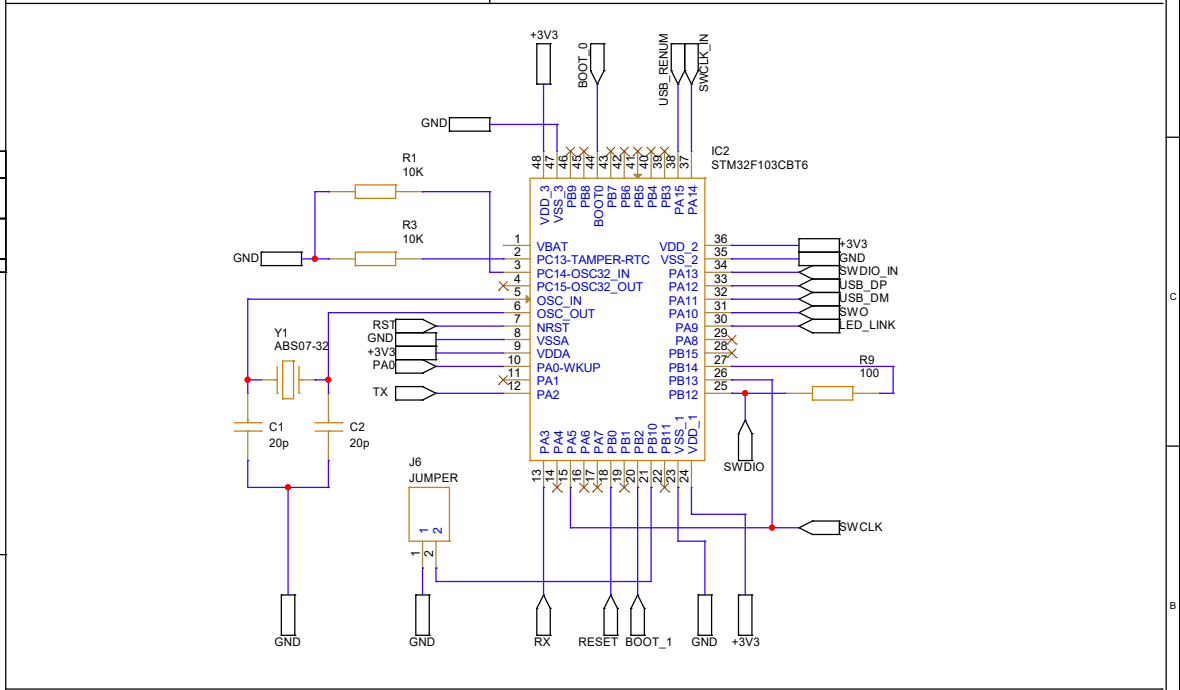 +3V3
BOOT_0
USB_RENUM
SWCLK_IN
GND
IC2
STM32F103CBT6
48
47
46
45
44
43
42
41
40
39
38
37
VDD_3
VSS_3
PB9
PB8
BOOT0
PB7
PB6
PB5
PB4
PB3
PA15
PA14
R1
10K
R3
10K
GND
1 VBAT
2 PC13-TAMPER-RTC
3 PC14-OSC32_IN
4 PC15-OSC32_OUT
5 OSC_IN
6 OSC_OUT
RST 7 NRST
GND 8 VSSA
+3V3 9 VDDA
PA0 10 PA0-WKUP
11 PA1
TX 12 PA2
VDD_2 36 +3V3
VSS_2 35 GND
PA13 34 SWDIO_IN
PA12 33 USB_DP
PA11 32 USB_DM
PA10 31 SWO
PA9 30 LED_LINK
PA8 29
PB15 28
PB14 27
PB13 26
PB12 25
R9
100
C
Y1
ABS07-32
C1
20p
C2
20p
PA3
PA4
PA5
PA6
PA7
PB0
PB1
PB2
PB10
PB11
VSS_1
VDD_1
13
14
15
16
17
18
19
20
21
22
23
24
SWDIO
J6
JUMPER
1
2
1
2
SWCLK
B
GND
GND
RX
RESET
BOOT_1
GND
+3V3